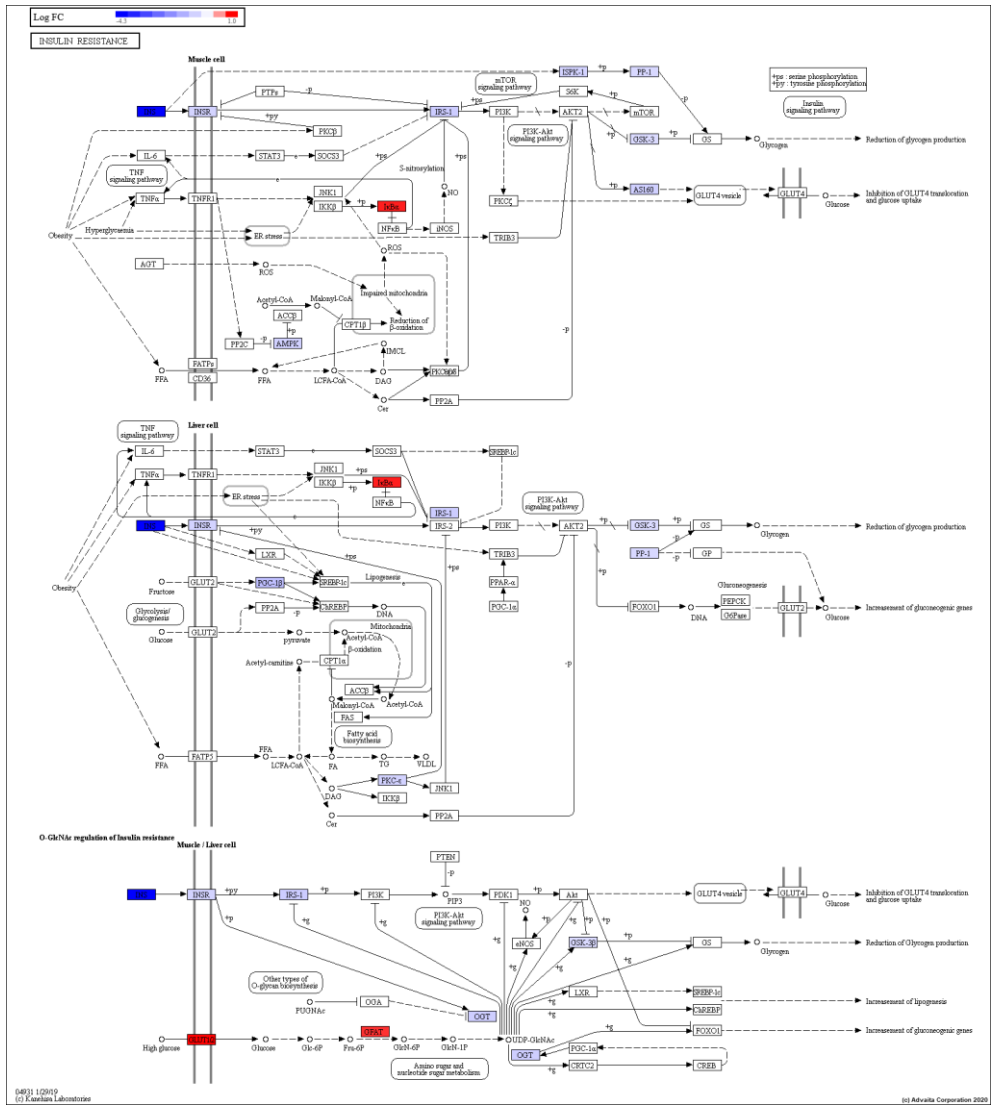 Log FC
-4.3
1.0
INSULIN RESISTANCE
Muscle cell
+ps : serine phosphorylation
+py : tyrosine phosphorylation
mTOR
signaling pathway
Insulin
signaling pathway
ISPK-1
+p
PP-1
PTPs
-p
S6K
INSR
IRS-1
+ps
PI3K
AKT2
mTOR
-p
+py
PKCβ
PI3K-Akt
signaling pathway
+p
GSK-3
+p
GS
Glycogen
Reduction of glycogen production
IL-6
STAT3
SOCS3
+ps
S-nitrosylation
+ps
TNF
signaling pathway
NO
+p
AS160
GLUT4 vesicle
GLUT4
Glucose
Inhibition of GLUT4 translocation
and glucose uptake
TNFα
TNFR1
JNK1
IKKβ
+p
IκBα
PKCζ
Hyperglycaemia
NFκB
iNOS
Obesity
ER stress
TRIB3
ROS
AGT
ROS
Impaired mitochondria
Acetyl-CoA
Malonyl-CoA
ACCβ
CPT1β
Reduction of
β-oxidation
+p
PP2C
-p
AMPK
-p
IMCL
FATPs
FFA
CD36
FFA
LCFA-CoA
DAG
Cer
PP2A
Liver cell
TNF
signaling pathway
IL-6
STAT3
SOCS3
SREBP-1c
TNFα
TNFR1
JNK1
+ps
IKKβ
+p
IκBα
ER stress
NFκB
PI3K-Akt
signaling pathway
IRS-1
INSR
IRS-2
PI3K
AKT2
+p
GSK-3
+p
GS
Glycogen
Reduction of glycogen production
+py
-p
PP-1
-p
GP
LXR
+ps
TRIB3
Obesity
GLUT2
Fructose
PGC-1β
SREBP-1c
Lipogenesis
PPAR-α
+ps
+p
Gluconeogenesis
PP2A
-p
ChREBP
DNA
PGC-1α
FOXO1
DNA
PEPCK
G6Pase
GLUT2
Glucose
Increasement of gluconeogenic genes
Glycolysis/
glucogenesis
Glucose
GLUT2
pyruvate
Mitochondria
Acetyl-CoA
β-oxidation
Acetyl-carnitine
CPT1α
-p
ACCβ
Malonyl-CoA
Acetyl-CoA
FAS
Fatty acid
biosynthesis
FFA
FATP5
FFA
LCFA-CoA
FA
TG
VLDL
PKC-ε
DAG
IKKβ
JNK1
Cer
PP2A
O-GlcNAc regulation of Insulin resistance
Muscle / Liver cell
PTEN
-p
INSR
+py
IRS-1
+p
PI3K
PIP3
PDK1
+p
Akt
GLUT4 vesicle
GLUT4
Glucose
Inhibition of GLUT4 translocation
and glucose uptake
+p
+g
+g
PI3K-Akt
signaling pathway
+g
NO
+p
+p
+g
eNOS
GSK-3β
+p
GS
Glycogen
Reduction of Glycogen production
+g
+g
+g
Other types of
O-glycan biosynthesis
PUGNAc
OGA
OGT
LXR
SREBP-1c
ChREBP
Increasement of lipogenesis
High glucose
Glucose
Glc-6P
Fru-6P
GFAT
GlcN-6P
GlcN-1P
UDP-GlcNAc
+g
FOXO1
Increasement of gluconeogenic genes
OGT
PGC-1α
CRTC2
CREB
Amino sugar and
nucleotide sugar metabolism
04931 1/29/19
(c) Kanehisa Laboratories
(c) Advaita Corporation 2020